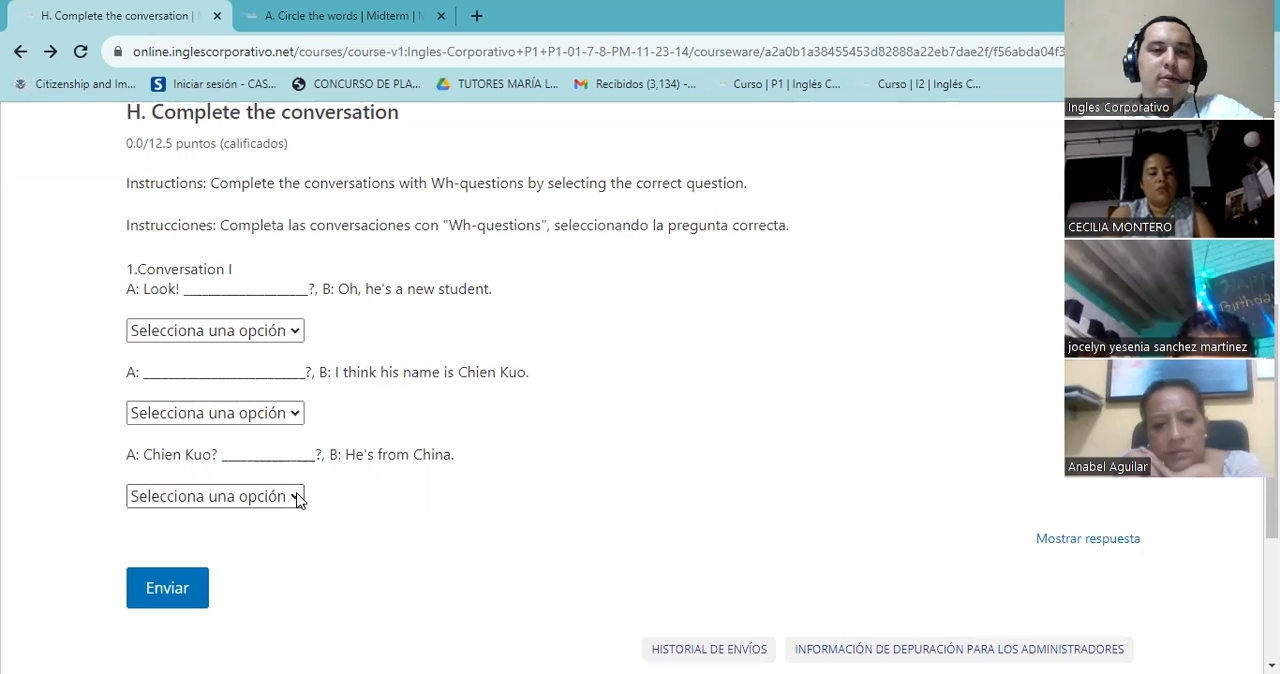 H. Complete the conversation |
A. Circle the words | Midterm |
online.inglescorporativo.net/courses/course-v1:Ingles-Corporativo+P1+P1-01-7-8-PM-11-23-14/courseware/a2a0b1a38455453d82888a22eb7dae2f/f56abda04f3
Citizenship and Im...
Iniciar sesión - CAS...
CONCURSO DE PLA...
TUTORES MARÍA L...
Recibidos (3,134) -...
Curso | P1 | Inglés C...
Curso | I2 | Inglés C...
H. Complete the conversation
0.0/12.5 puntos (calificados)
Instructions: Complete the conversations with Wh-questions by selecting the correct question.
Instrucciones: Completa las conversaciones con "Wh-questions", seleccionando la pregunta correcta.
1.Conversation I
A: Look! ____________________?, B: Oh, he's a new student.
Selecciona una opción
A: __________________________?, B: I think his name is Chien Kuo.
Selecciona una opción
A: Chien Kuo? _______________?, B: He's from China.
Selecciona una opción
Mostrar respuesta
Enviar
HISTORIAL DE ENVÍOS
INFORMACIÓN DE DEPURACIÓN PARA LOS ADMINISTRADORES
Ingles Corporativo
CECILIA MONTERO
Birthday
jocelyn yesenia sanchez martinez
Anabel Aguilar